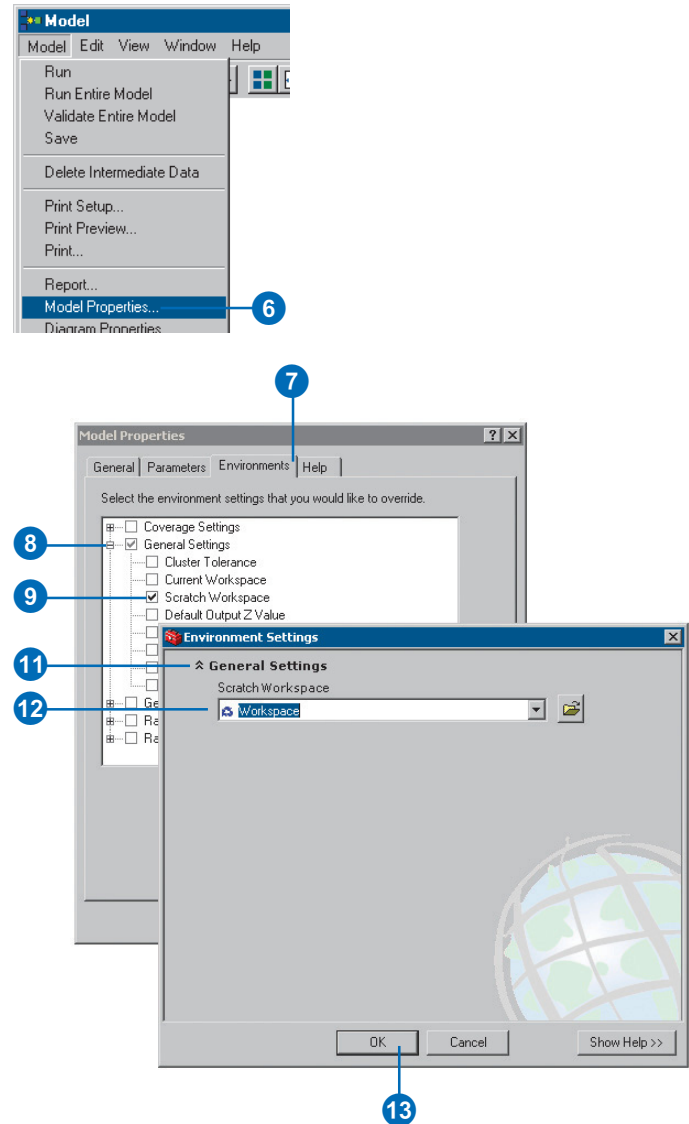 Model
Model Edit View Window Help
Run
Run Entire Model
Validate Entire Model
Save
Delete Intermediate Data
Print Setup...
Print Preview...
Print...
Report...
Model Properties...
6
Diagram Properties
7
Model Properties
General Parameters Environments Help
Select the environment settings that you would like to override.
Coverage Settings
8
General Settings
Cluster Tolerance
Current Workspace
9
Scratch Workspace
Default Output Z Value
Environment Settings
11
General Settings
Scratch Workspace
12
Workspace
Ge
Ra
Ra
OK Cancel Show Help >>
13